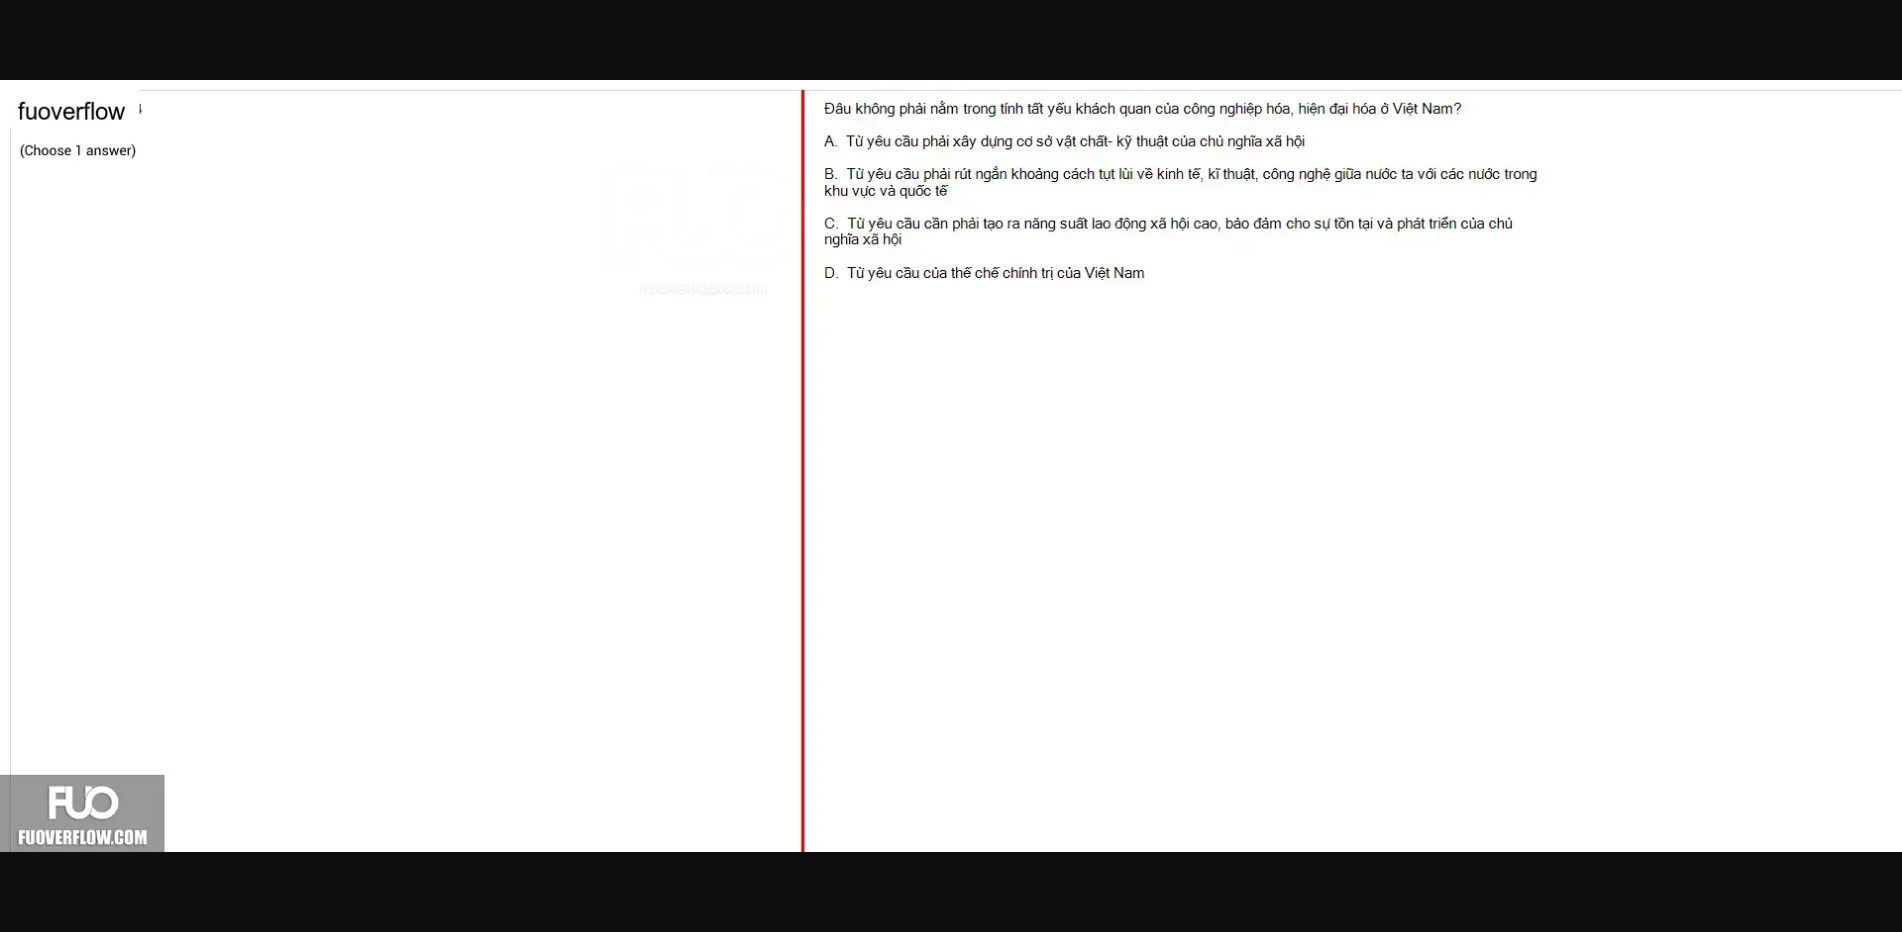 fuoverflow
(Choose 1 answer)
Đâu không phải nằm trong tính tất yếu khách quan của công nghiệp hóa, hiện đại hóa ở Việt Nam?
A. Từ yêu cầu phải xây dựng cơ sở vật chất- kỹ thuật của chủ nghĩa xã hội
B. Từ yêu cầu phải rút ngắn khoảng cách tụt lùi về kinh tế, kĩ thuật, công nghệ giữa nước ta với các nước trong
khu vực và quốc tế
C. Từ yêu cầu cần phải tạo ra năng suất lao động xã hội cao, bảo đảm cho sự tồn tại và phát triển của chủ
nghĩa xã hội
D. Từ yêu cầu của thế chế chính trị của Việt Nam
FUO
FUOVERFLOW.COM
FUO
FUOVERFLOW.COM